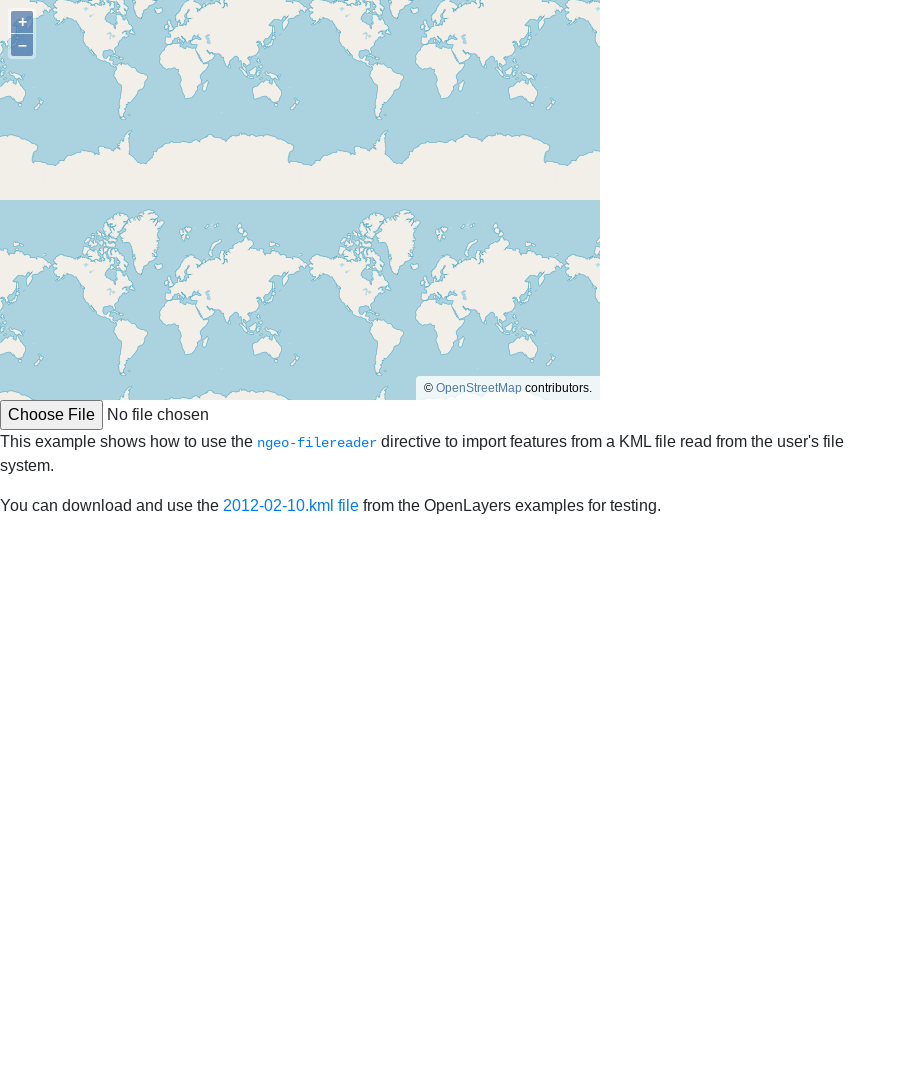 +
–
© OpenStreetMap contributors.
Choose File No file chosen
This example shows how to use the ngeo-filereader directive to import features from a KML file read from the user's file
system.
You can download and use the 2012-02-10.kml file from the OpenLayers examples for testing.